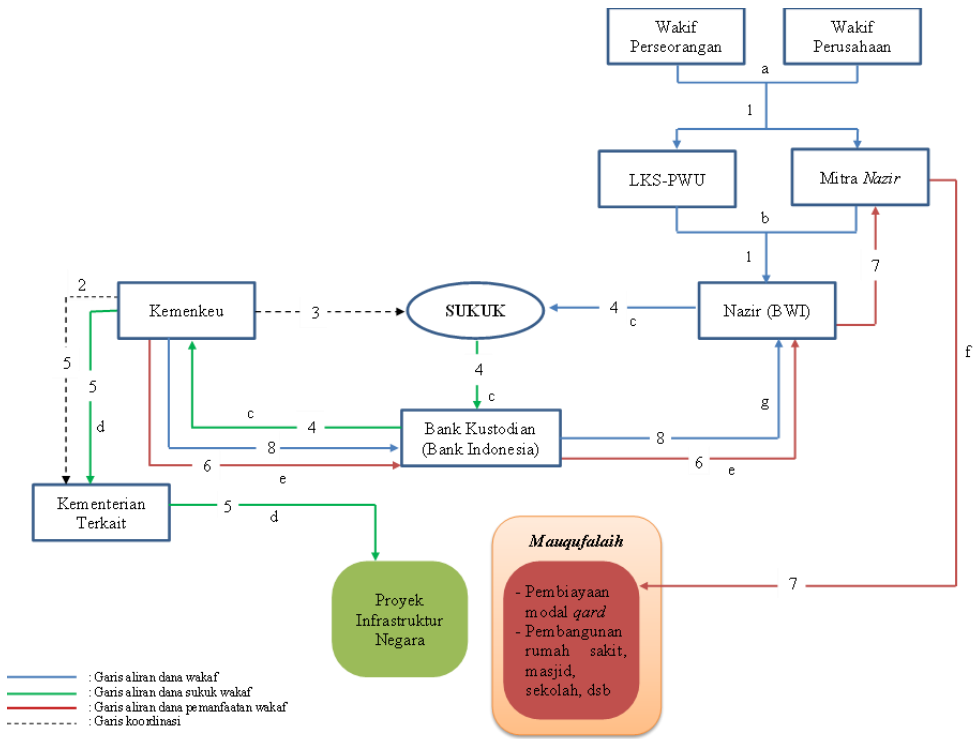 Wakif
Perseorangan
Wakif
Perusahaan
a
1
LKS-PWU
Mitra Nazir
b
1
7
2
Kemenkeu
3
SUKUK
4
c
Nazir (BWI)
f
5
5
d
4
c
c
4
Bank Kustodian
(Bank Indonesia)
g
8
8
6
e
6
e
Kementerian
Terkait
5
d
Mauqufalaih
- Pembiayaan
modal qard
- Pembangunan
rumah sakit,
masjid,
sekolah, dsb
7
Proyek
Infrastruktur
Negara
: Garis aliran dana wakaf
: Garis aliran dana sukuk wakaf
: Garis aliran dana pemanfaatan wakaf
: Garis koordinasi